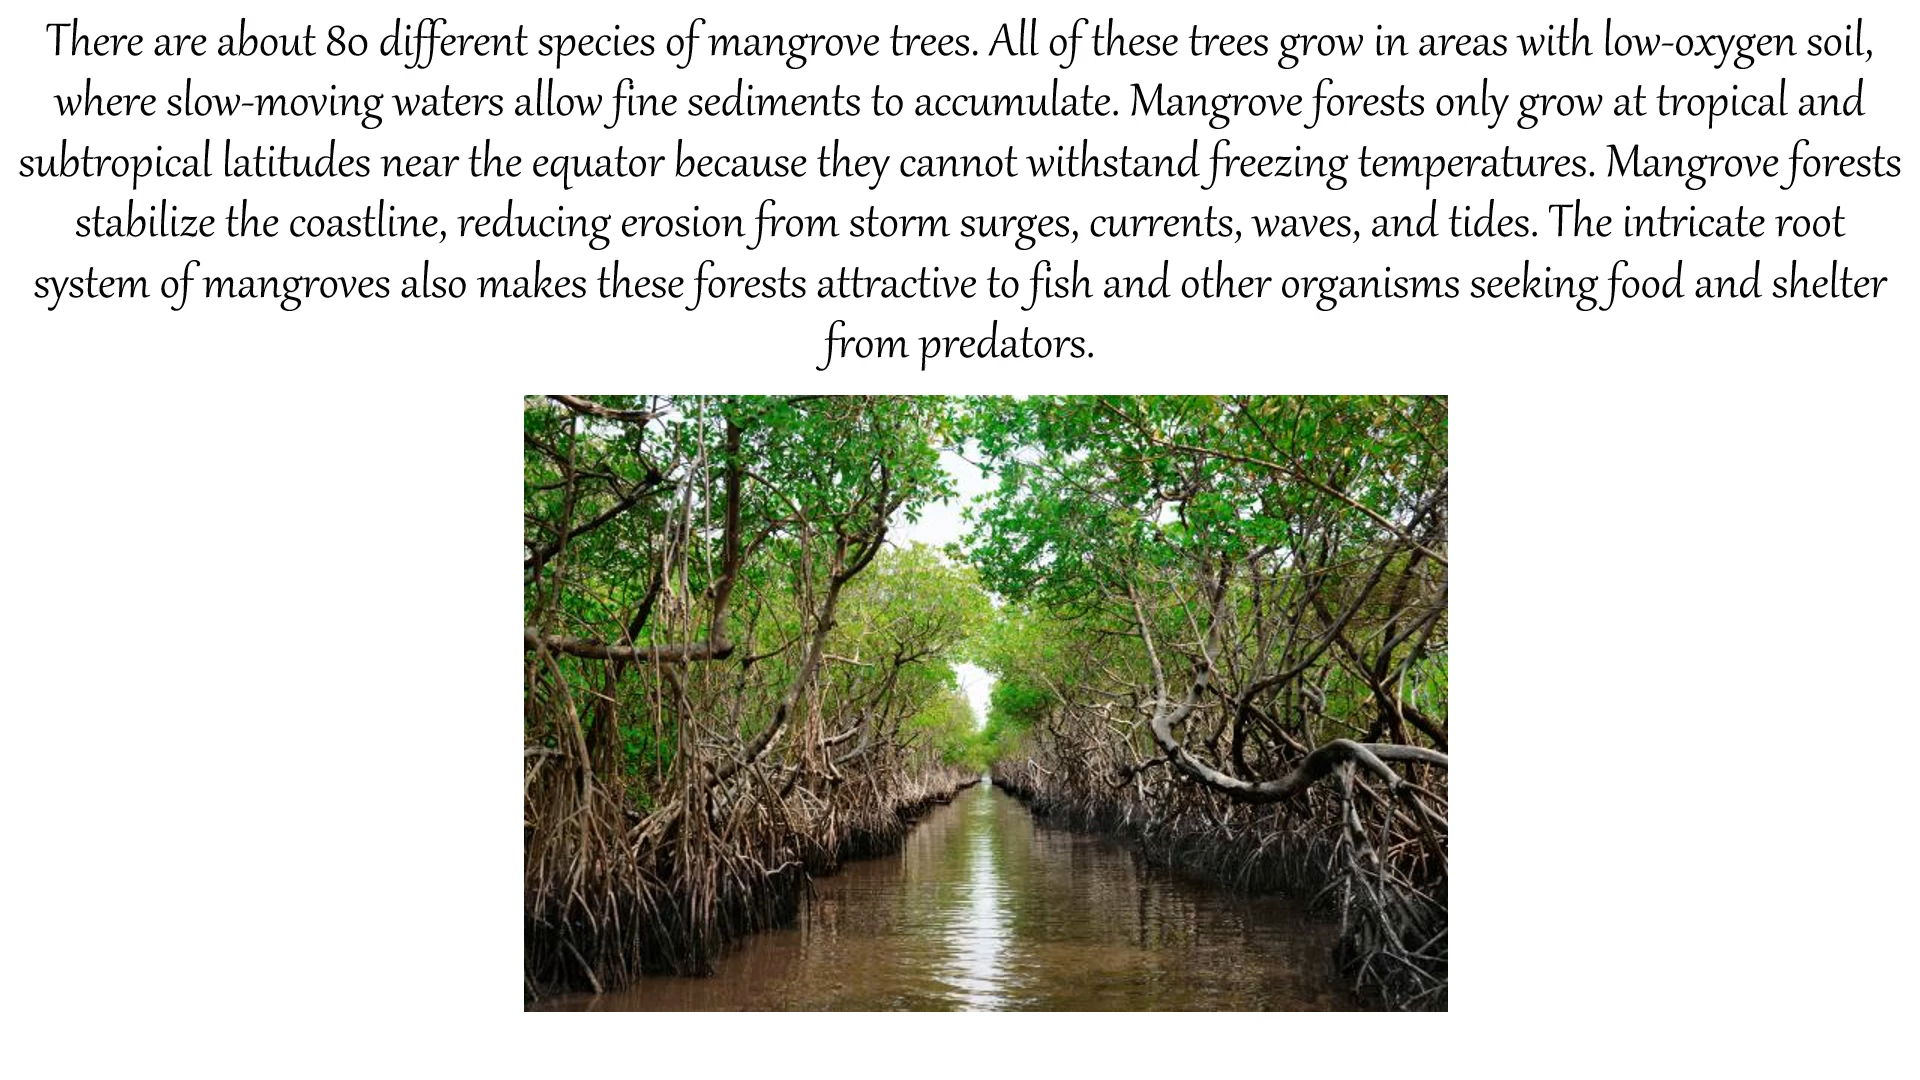 There are about 80 different species of mangrove trees. All of these trees grow in areas with low-oxygen soil,
where slow-moving waters allow fine sediments to accumulate. Mangrove forests only grow at tropical and
subtropical latitudes near the equator because they cannot withstand freezing temperatures. Mangrove forests
stabilize the coastline, reducing erosion from storm surges, currents, waves, and tides. The intricate root
system of mangroves also makes these forests attractive to fish and other organisms seeking food and shelter
from predators.